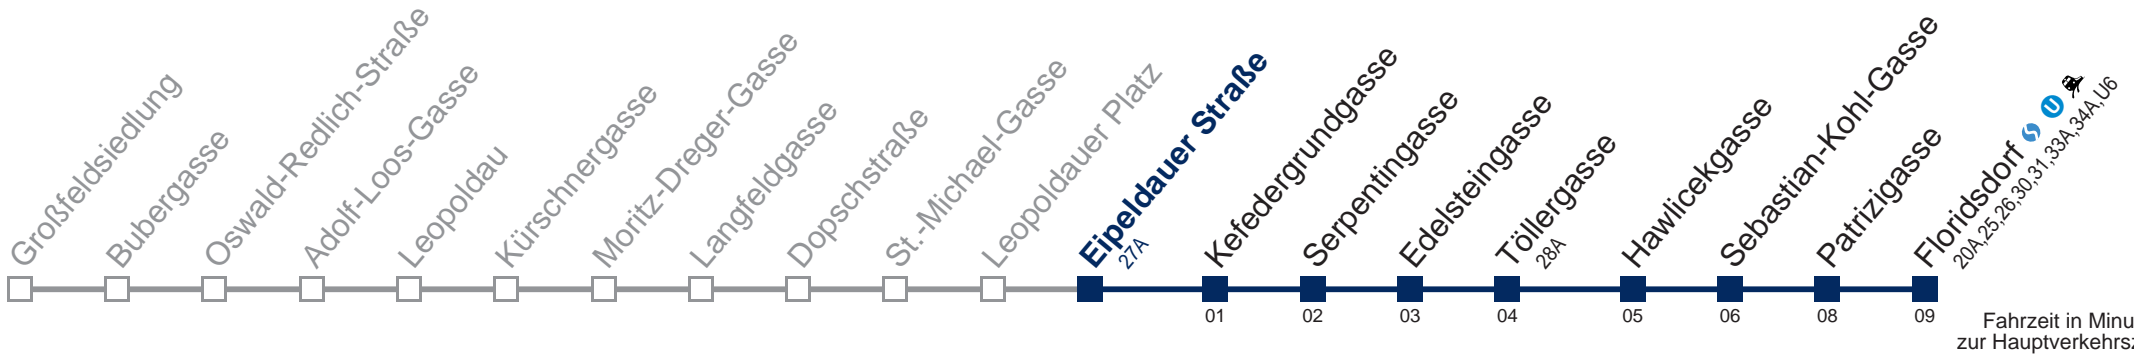 Großfeldsiedlung
Bubergasse
Oswald-Redlich-Straße
Adolf-Loos-Gasse
Leopoldau
Kürschnergasse
Moritz-Dreger-Gasse
Langfeldgasse
Dopschstraße
St.-Michael-Gasse
Leopoldauer Platz
Eipeldauer Straße
27A
Kefedergrundgasse
Serpentingasse
Edelsteingasse
Töllergasse
28A
Hawlicekgasse
Sebastian-Kohl-Gasse
Patrizigasse
Floridsdorf S U
20A,25,26,30,31,33A,34A,U6
01 02 03 04 05 06 08 09
Fahrzeit in Minu
zur Hauptverkehrsz